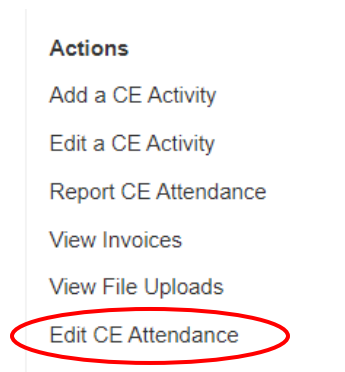 Actions
Add a CE Activity
Edit a CE Activity
Report CE Attendance
View Invoices
View File Uploads
Edit CE Attendance